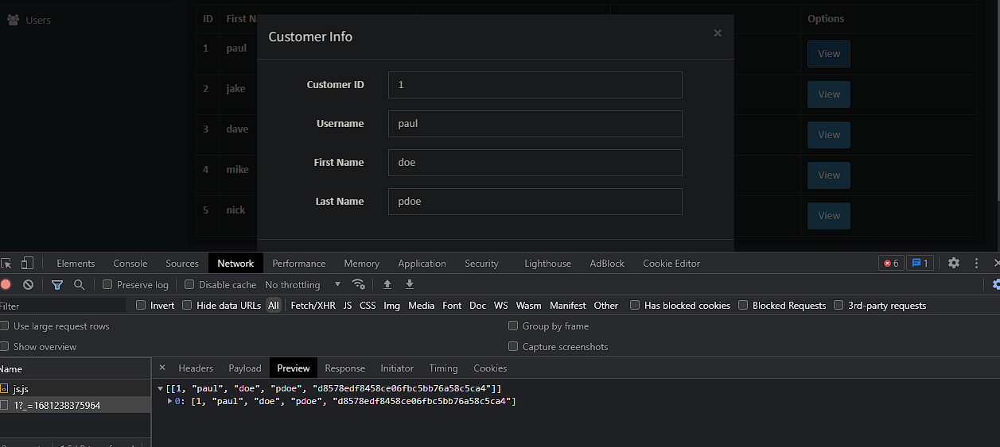 Users
ID First N Options
Customer Info ×
1 paul View
Customer ID 1
2 jake View
Username paul
3 dave View
First Name doe
4 mike View
Last Name pdoe
5 nick View
Elements Console Sources Network Performance Memory Application Security Lighthouse AdBlock Cookie Editor 6 1
Preserve log Disable cache No throttling
Filter Invert Hide data URLs All Fetch/XHR JS CSS Img Media Font Doc WS Wasm Manifest Other Has blocked cookies Blocked Requests 3rd-party requests
Use large request rows Group by frame
Show overview Capture screenshots
Name × Headers Payload Preview Response Initiator Timing Cookies
js.js
[[1, "paul", "doe", "pdoe", "d8578edf8458ce06fbc5bb76a58c5ca4"]]
1?_=1681238375964
0: [1, "paul", "doe", "pdoe", "d8578edf8458ce06fbc5bb76a58c5ca4"]